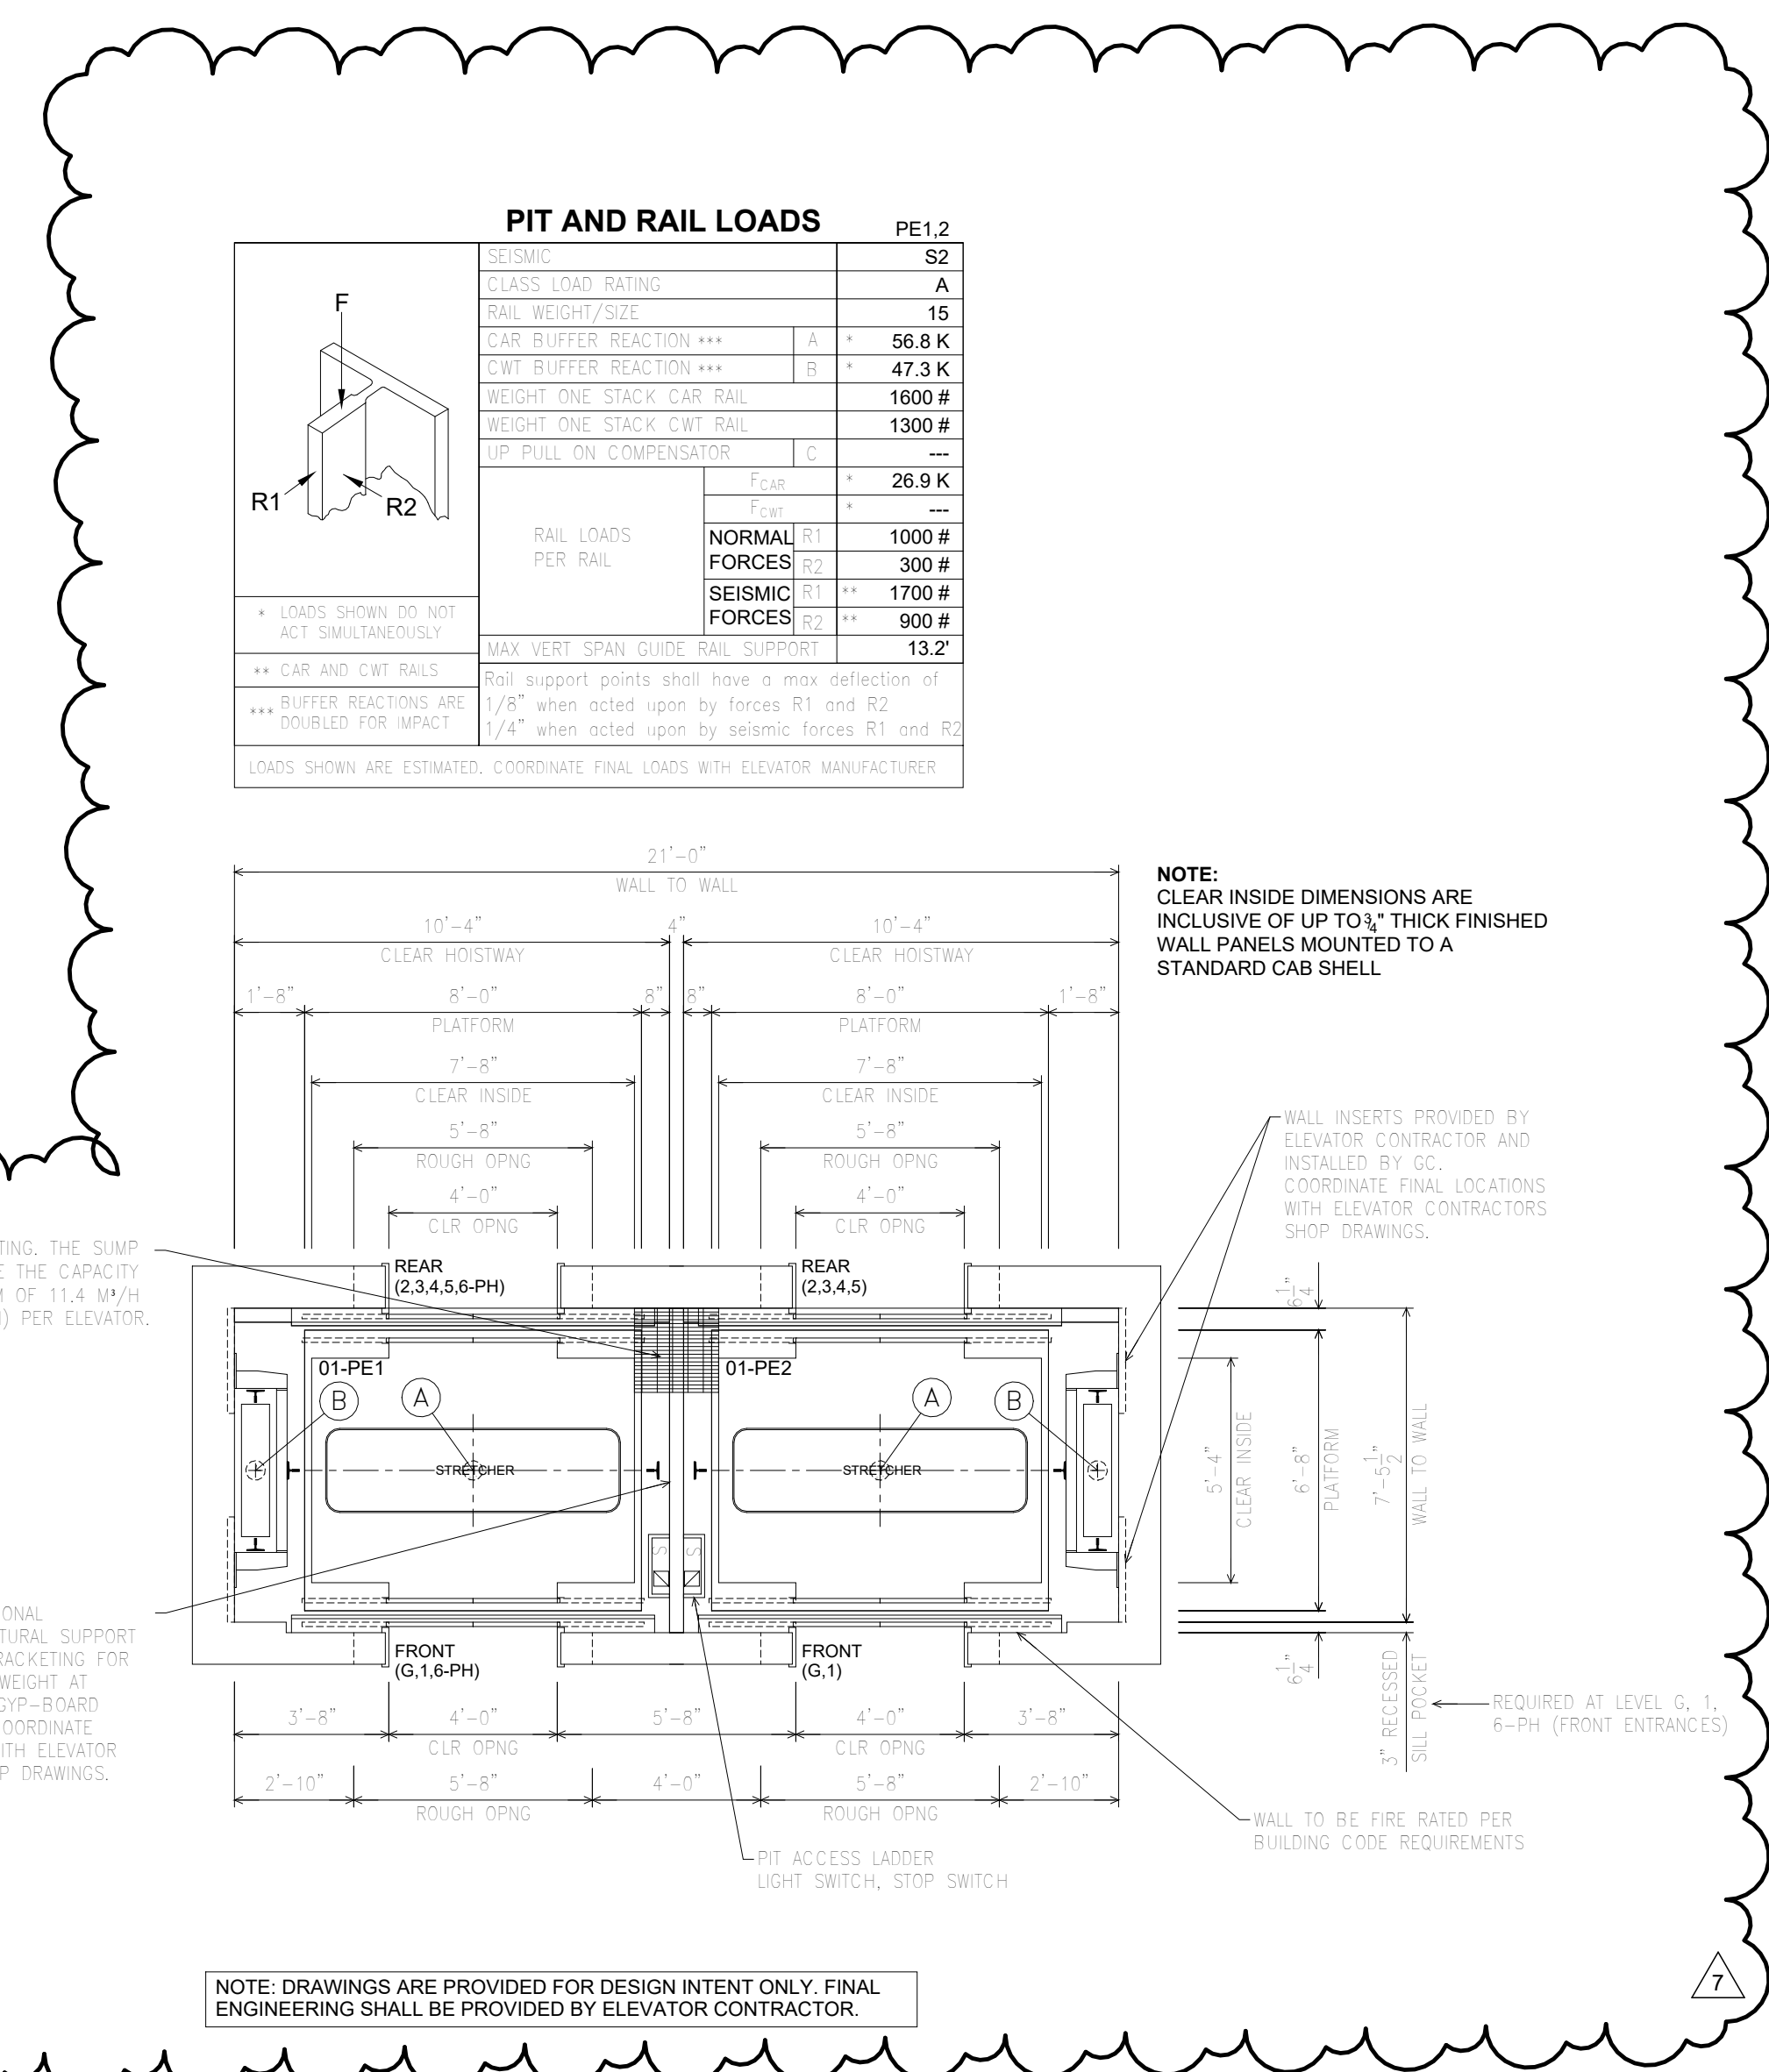 PIT AND RAIL LOADS
PE1,2
F
R1
R2
SEISMIC S2
CLASS LOAD RATING A
RAIL WEIGHT/SIZE 15
CAR BUFFER REACTION *** A * 56.8 K
CWT BUFFER REACTION *** B * 47.3 K
WEIGHT ONE STACK CAR RAIL 1600 #
WEIGHT ONE STACK CWT RAIL 1300 #
UP PULL ON COMPENSATOR C ---
RAIL LOADS
PER RAIL
FCAR * 26.9 K
FCWT * ---
NORMAL
FORCES
R1 1000 #
R2 300 #
SEISMIC
FORCES
R1 ** 1700 #
R2 ** 900 #
MAX VERT SPAN GUIDE RAIL SUPPORT 13.2'
* LOADS SHOWN DO NOT
ACT SIMULTANEOUSLY
** CAR AND CWT RAILS
*** BUFFER REACTIONS ARE
DOUBLED FOR IMPACT
Rail support points shall have a max deflection of
1/8" when acted upon by forces R1 and R2
1/4" when acted upon by seismic forces R1 and R2
LOADS SHOWN ARE ESTIMATED. COORDINATE FINAL LOADS WITH ELEVATOR MANUFACTURER
21'-0"
WALL TO WALL
10'-4" 4" 10'-4"
CLEAR HOISTWAY CLEAR HOISTWAY
1'-8" 8'-0" 8" 8" 8'-0" 1'-8"
PLATFORM PLATFORM
7'-8" 7'-8"
CLEAR INSIDE CLEAR INSIDE
5'-8" 5'-8"
ROUGH OPNG ROUGH OPNG
4'-0" 4'-0"
CLR OPNG CLR OPNG
NOTE:
CLEAR INSIDE DIMENSIONS ARE
INCLUSIVE OF UP TO 3/4" THICK FINISHED
WALL PANELS MOUNTED TO A
STANDARD CAB SHELL
WALL INSERTS PROVIDED BY
ELEVATOR CONTRACTOR AND
INSTALLED BY GC.
COORDINATE FINAL LOCATIONS
WITH ELEVATOR CONTRACTORS
SHOP DRAWINGS.
THE SUMP
THE CAPACITY
OF 11.4 M³/H
PER ELEVATOR.
REAR
(2,3,4,5,6-PH)
REAR
(2,3,4,5)
01-PE1
01-PE2
B A A B
STRETCHER STRETCHER
S S
6 1/4"
5'-4"
CLEAR INSIDE
6'-8"
PLATFORM
7'-5 1/2"
WALL TO WALL
6 1/4"
3" RECESSED
SILL POCKET
REQUIRED AT LEVEL G, 1,
6-PH (FRONT ENTRANCES)
SUPPORT
FOR
AT
GYP-BOARD
COORDINATE
ELEVATOR
DRAWINGS.
FRONT
(G,1,6-PH)
FRONT
(G,1)
3'-8" 4'-0" 5'-8" 4'-0" 3'-8"
CLR OPNG CLR OPNG
2'-10" 5'-8" 4'-0" 5'-8" 2'-10"
ROUGH OPNG ROUGH OPNG
WALL TO BE FIRE RATED PER
BUILDING CODE REQUIREMENTS
PIT ACCESS LADDER
LIGHT SWITCH, STOP SWITCH
NOTE: DRAWINGS ARE PROVIDED FOR DESIGN INTENT ONLY. FINAL
ENGINEERING SHALL BE PROVIDED BY ELEVATOR CONTRACTOR.
7